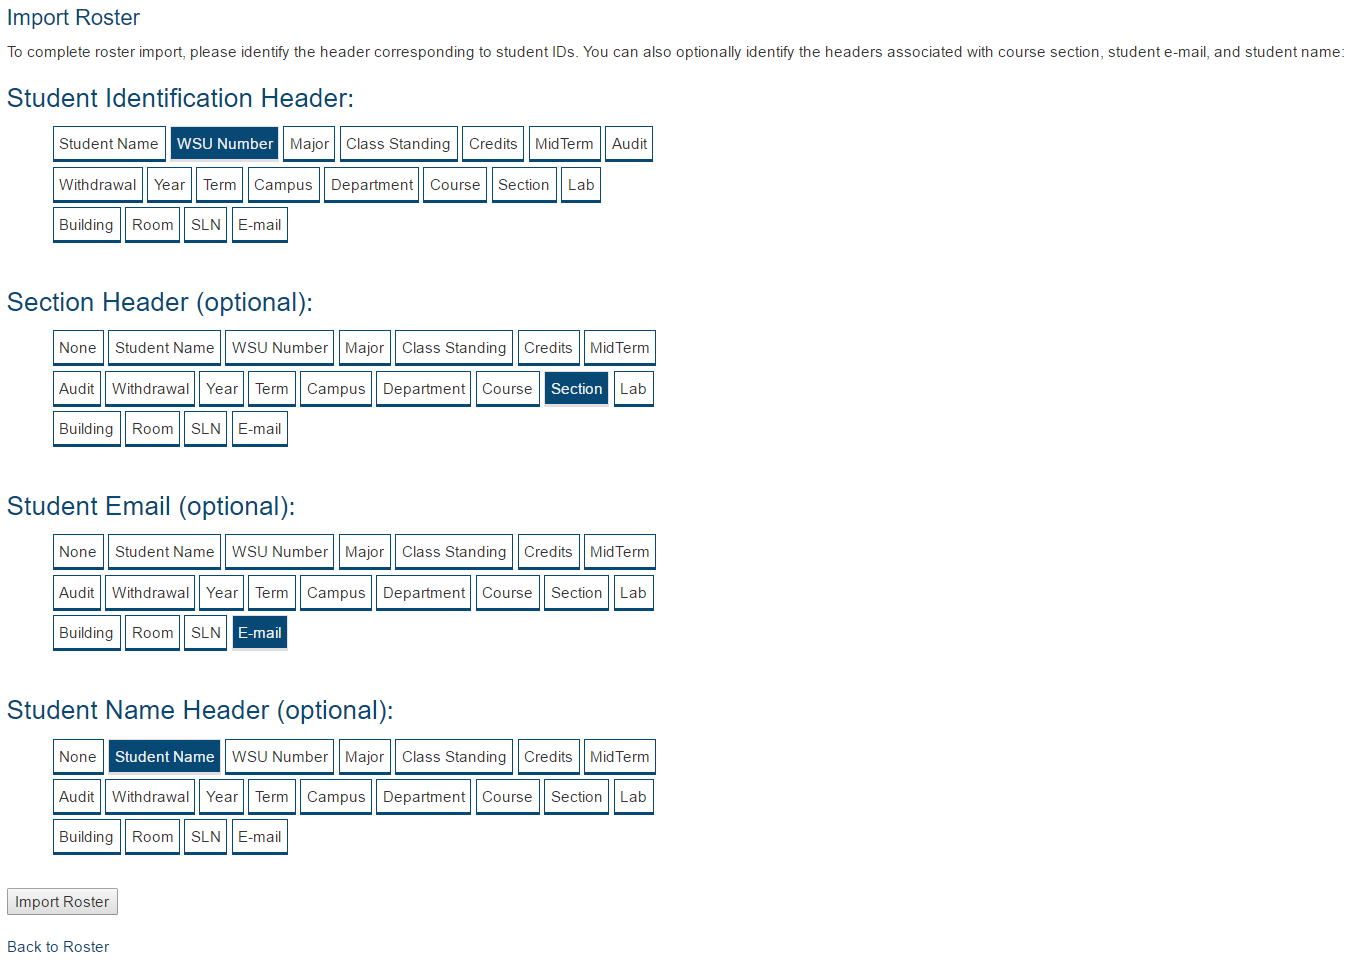 Import Roster
To complete roster import, please identify the header corresponding to student IDs. You can also optionally identify the headers associated with course section, student e-mail, and student name:
Student Identification Header:
Student Name WSU Number Major Class Standing Credits MidTerm Audit
Withdrawal Year Term Campus Department Course Section Lab
Building Room SLN E-mail
Section Header (optional):
None Student Name WSU Number Major Class Standing Credits MidTerm
Audit Withdrawal Year Term Campus Department Course Section Lab
Building Room SLN E-mail
Student Email (optional):
None Student Name WSU Number Major Class Standing Credits MidTerm
Audit Withdrawal Year Term Campus Department Course Section Lab
Building Room SLN E-mail
Student Name Header (optional):
None Student Name WSU Number Major Class Standing Credits MidTerm
Audit Withdrawal Year Term Campus Department Course Section Lab
Building Room SLN E-mail
Import Roster
Back to Roster